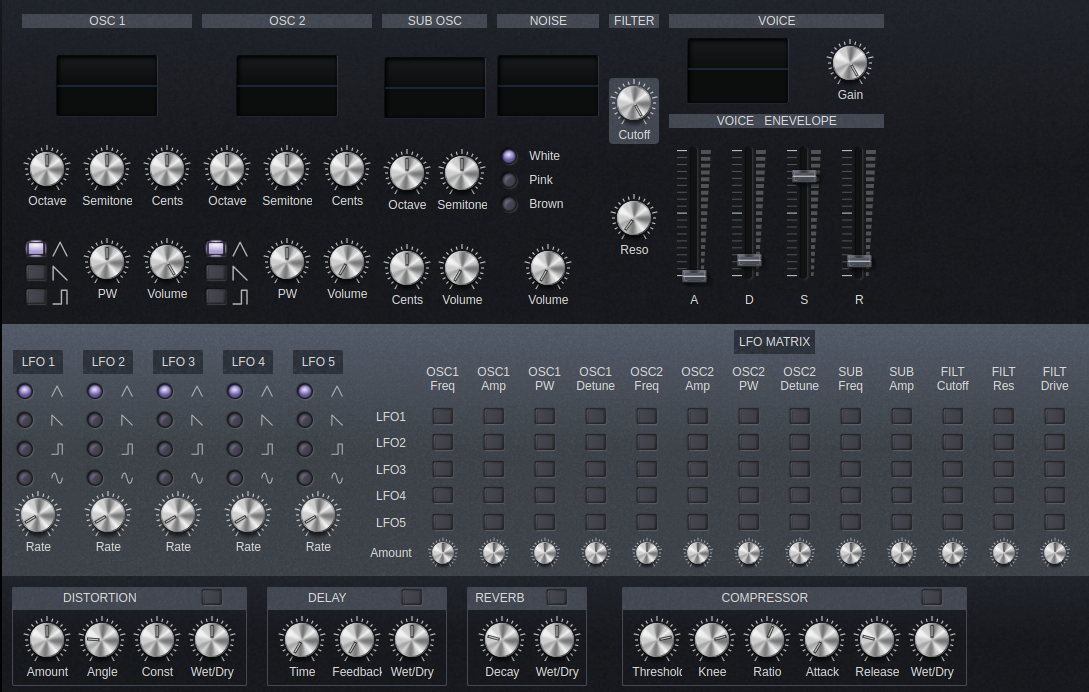 OSC 1 OSC 2 SUB OSC NOISE FILTER VOICE
Gain
VOICE ENEVELOPE
Cutoff
White
Pink
Brown
Octave Semitone Cents Octave Semitone Cents Octave Semitone
Reso
PW Volume PW Volume Cents Volume Volume
A D S R
LFO MATRIX
LFO 1 LFO 2 LFO 3 LFO 4 LFO 5
OSC1 OSC1 OSC1 OSC1 OSC2 OSC2 OSC2 OSC2 SUB SUB FILT FILT FILT
Freq Amp PW Detune Freq Amp PW Detune Freq Amp Cutoff Res Drive
LFO1
LFO2
LFO3
LFO4
LFO5
Rate Rate Rate Rate Rate
Amount
DISTORTION DELAY REVERB COMPRESSOR
Amount Angle Const Wet/Dry Time Feedback Wet/Dry Decay Wet/Dry Threshold Knee Ratio Attack Release Wet/Dry